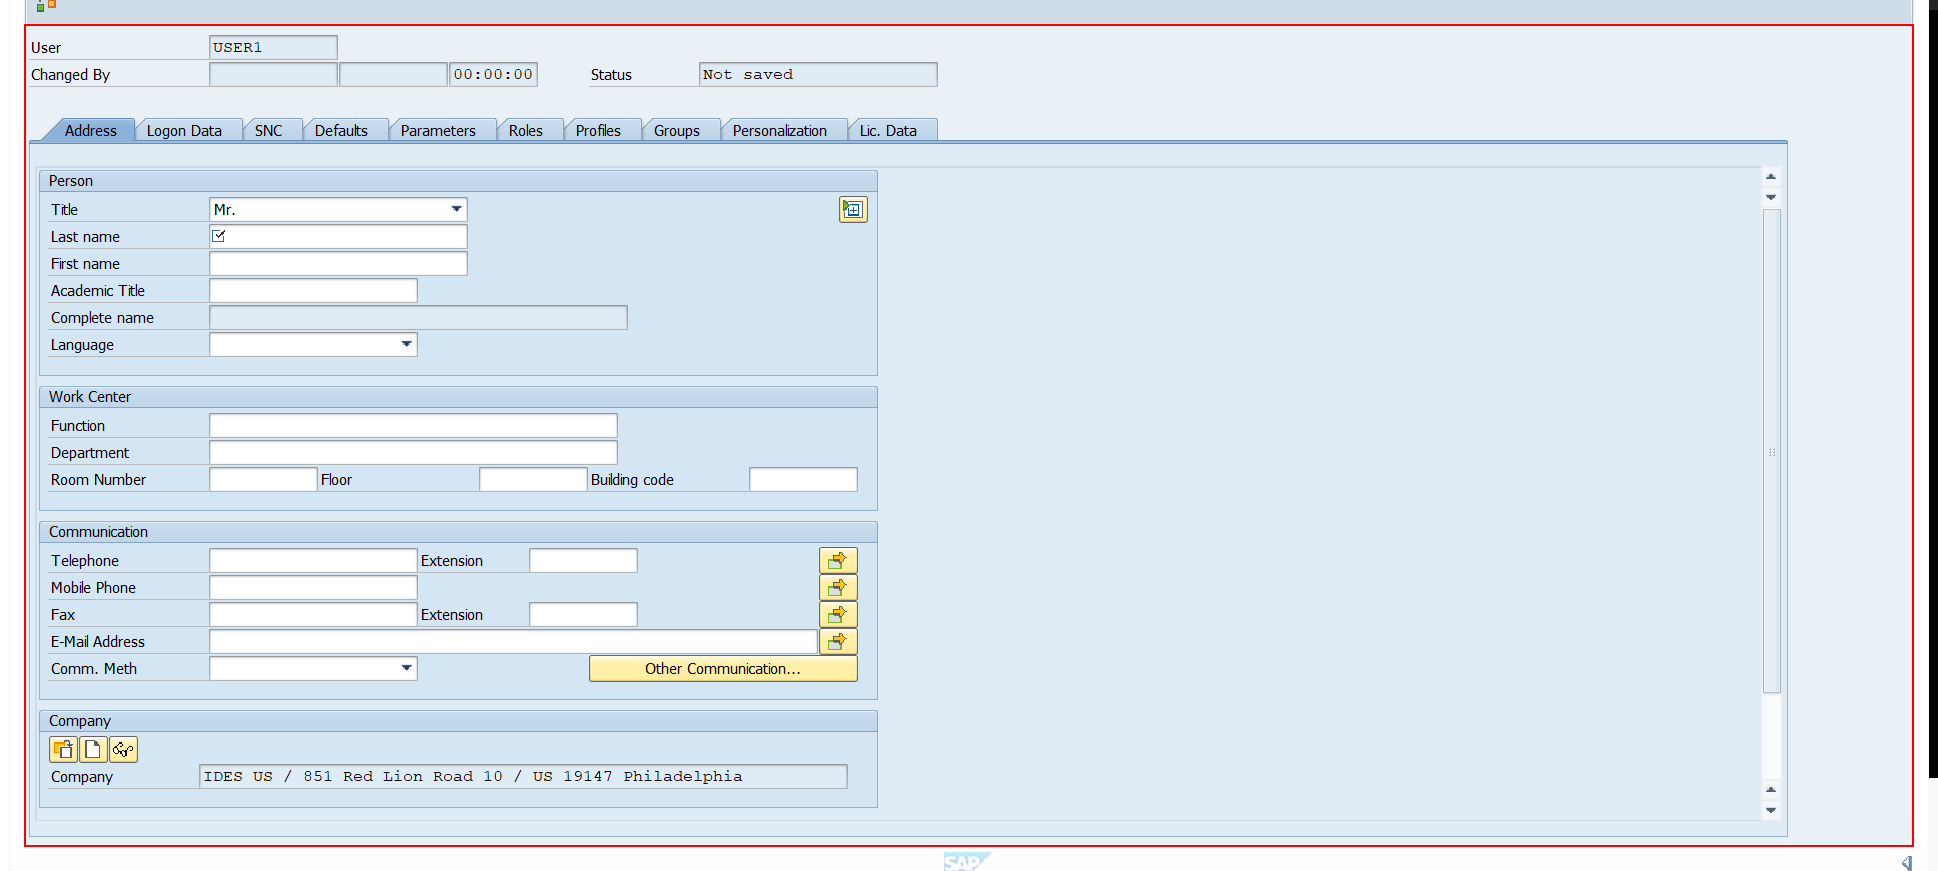 User USER1
Changed By 00:00:00 Status Not saved
Address Logon Data SNC Defaults Parameters Roles Profiles Groups Personalization Lic. Data
Person
Title Mr.
Last name
First name
Academic Title
Complete name
Language
Work Center
Function
Department
Room Number Floor Building code
Communication
Telephone Extension
Mobile Phone
Fax Extension
E-Mail Address
Comm. Meth Other Communication...
Company
Company IDES US / 851 Red Lion Road 10 / US 19147 Philadelphia
SAP